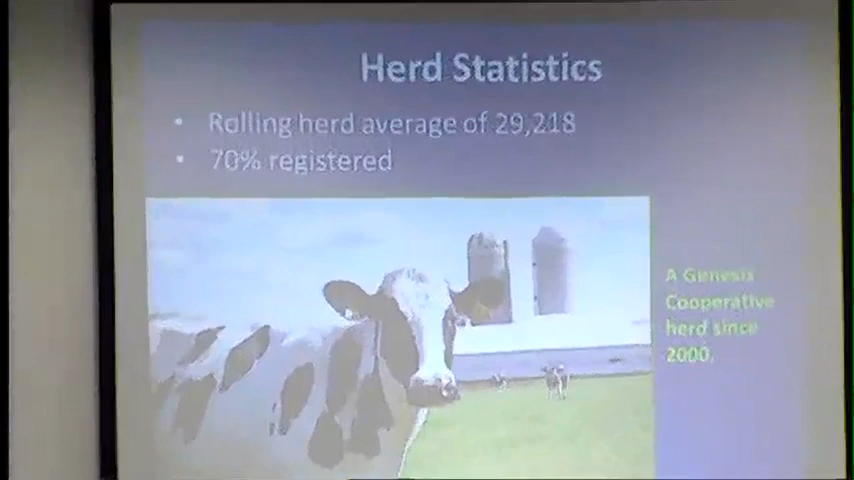 Herd Statistics
• Rolling herd average of 29,218
• 70% registered
A Genesis
Cooperative
herd since
2000.